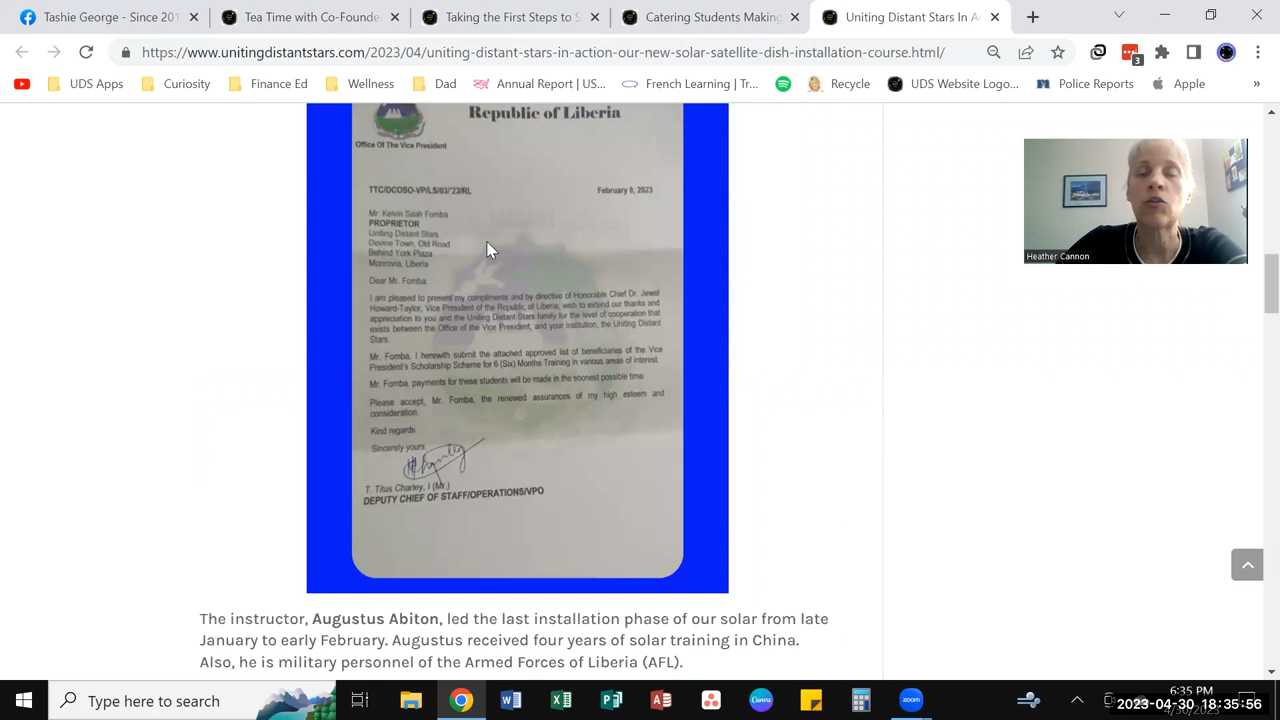 Tashie George - Since 201
Tea Time with Co-Founde
Taking the First Steps to S
Catering Students Making
Uniting Distant Stars In A
https://www.unitingdistantstars.com/2023/04/uniting-distant-stars-in-action-our-new-solar-satellite-dish-installation-course.html/
3
UDS Apps
Curiosity
Finance Ed
Wellness
Dad
Annual Report | US...
French Learning | Tr...
Recycle
UDS Website Logo...
Police Reports
Apple
»
Republic of Liberia
Office Of The Vice President
TTC/DCOSO-VP/LS/03/'23/RL
February 8, 2023
Mr. Kelvin Saah Fomba
PROPRIETOR
Uniting Distant Stars
Devine Town, Old Road
Behind York Plaza
Monrovia, Liberia
Dear Mr. Fomba:
I am pleased to present my compliments and by directive of Honorable Chief Dr. Jewel
Howard-Taylor, Vice President of the Republic of Liberia, wish to extend our thanks and
appreciation to you and the Uniting Distant Stars family for the level of cooperation that
exists between the Office of the Vice President, and your institution, the Uniting Distant
Stars.
Mr. Fomba, I herewith submit the attached approved list of beneficiaries of the Vice
President's Scholarship Scheme for 6 (Six) Months Training in various areas of interest.
Mr. Fomba, payments for these students will be made in the soonest possible time.
Please accept, Mr. Fomba, the renewed assurances of my high esteem and
consideration.
Kind regards.
Sincerely yours,
T. Titus Charley, I (Mr.)
DEPUTY CHIEF OF STAFF/OPERATIONS/VPO
The instructor, Augustus Abiton, led the last installation phase of our solar from late
January to early February. Augustus received four years of solar training in China.
Also, he is military personnel of the Armed Forces of Liberia (AFL).
Heather Cannon
Type here to search
zoom
6:35 PM
2023-04-30 18:35:56